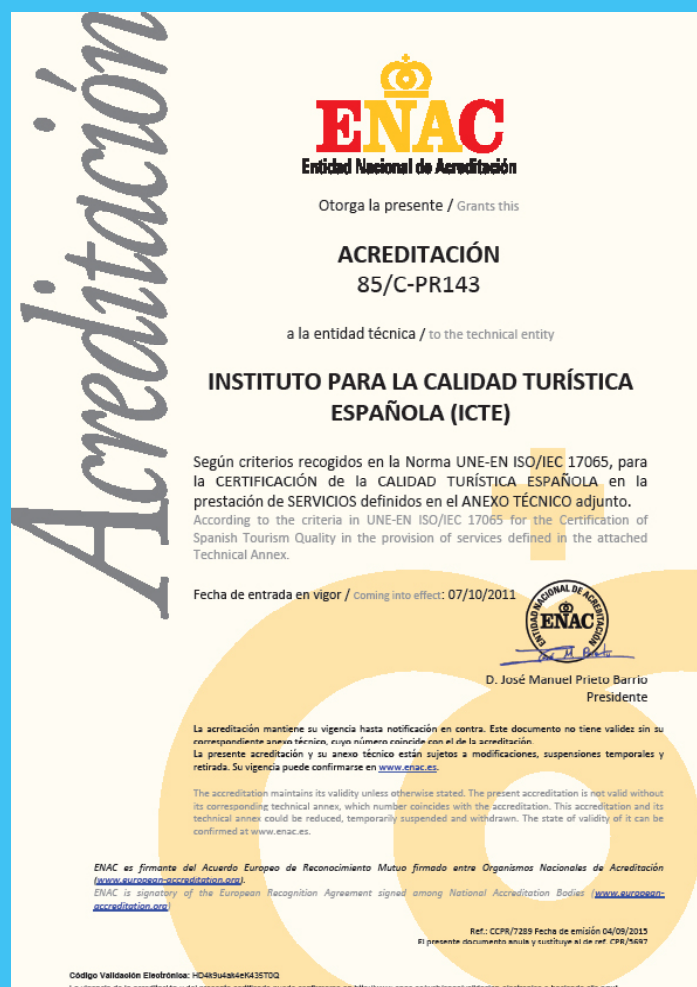 Acreditación
ENAC
Entidad Nacional de Acreditación
Otorga la presente / Grants this
ACREDITACIÓN
85/C-PR143
a la entidad técnica / to the technical entity
INSTITUTO PARA LA CALIDAD TURÍSTICA
ESPAÑOLA (ICTE)
Según criterios recogidos en la Norma UNE-EN ISO/IEC 17065, para
la CERTIFICACIÓN de la CALIDAD TURÍSTICA ESPAÑOLA en la
prestación de SERVICIOS definidos en el ANEXO TÉCNICO adjunto.
According to the criteria in UNE-EN ISO/IEC 17065 for the Certification of
Spanish Tourism Quality in the provision of services defined in the attached
Technical Annex.
Fecha de entrada en vigor / Coming into effect: 07/10/2011
ENTIDAD NACIONAL DE ACREDITACIÓN
ENAC
D. José Manuel Prieto Barrio
Presidente
La acreditación mantiene su vigencia hasta notificación en contra. Este documento no tiene validez sin su
correspondiente anexo técnico, cuyo número coincide con el de la acreditación.
La presente acreditación y su anexo técnico están sujetos a modificaciones, suspensiones temporales y
retirada. Su vigencia puede confirmarse en www.enac.es.
The accreditation maintains its validity unless otherwise stated. The present accreditation is not valid without
its corresponding technical annex, which number coincides with the accreditation. This accreditation and its
technical annex could be reduced, temporarily suspended and withdrawn. The state of validity of it can be
confirmed at www.enac.es.
ENAC es firmante del Acuerdo Europeo de Reconocimiento Mutuo firmado entre Organismos Nacionales de Acreditación
(www.european-accreditation.org).
ENAC is signatory of the European Recognition Agreement signed among National Accreditation Bodies (www.european-
accreditation.org)
Ref.: CCPR/7289 Fecha de emisión 04/09/2015
El presente documento anula y sustituye al de ref. CPR/5697
Código Validación Electrónica: HD4k9u4ak4eK435T0Q